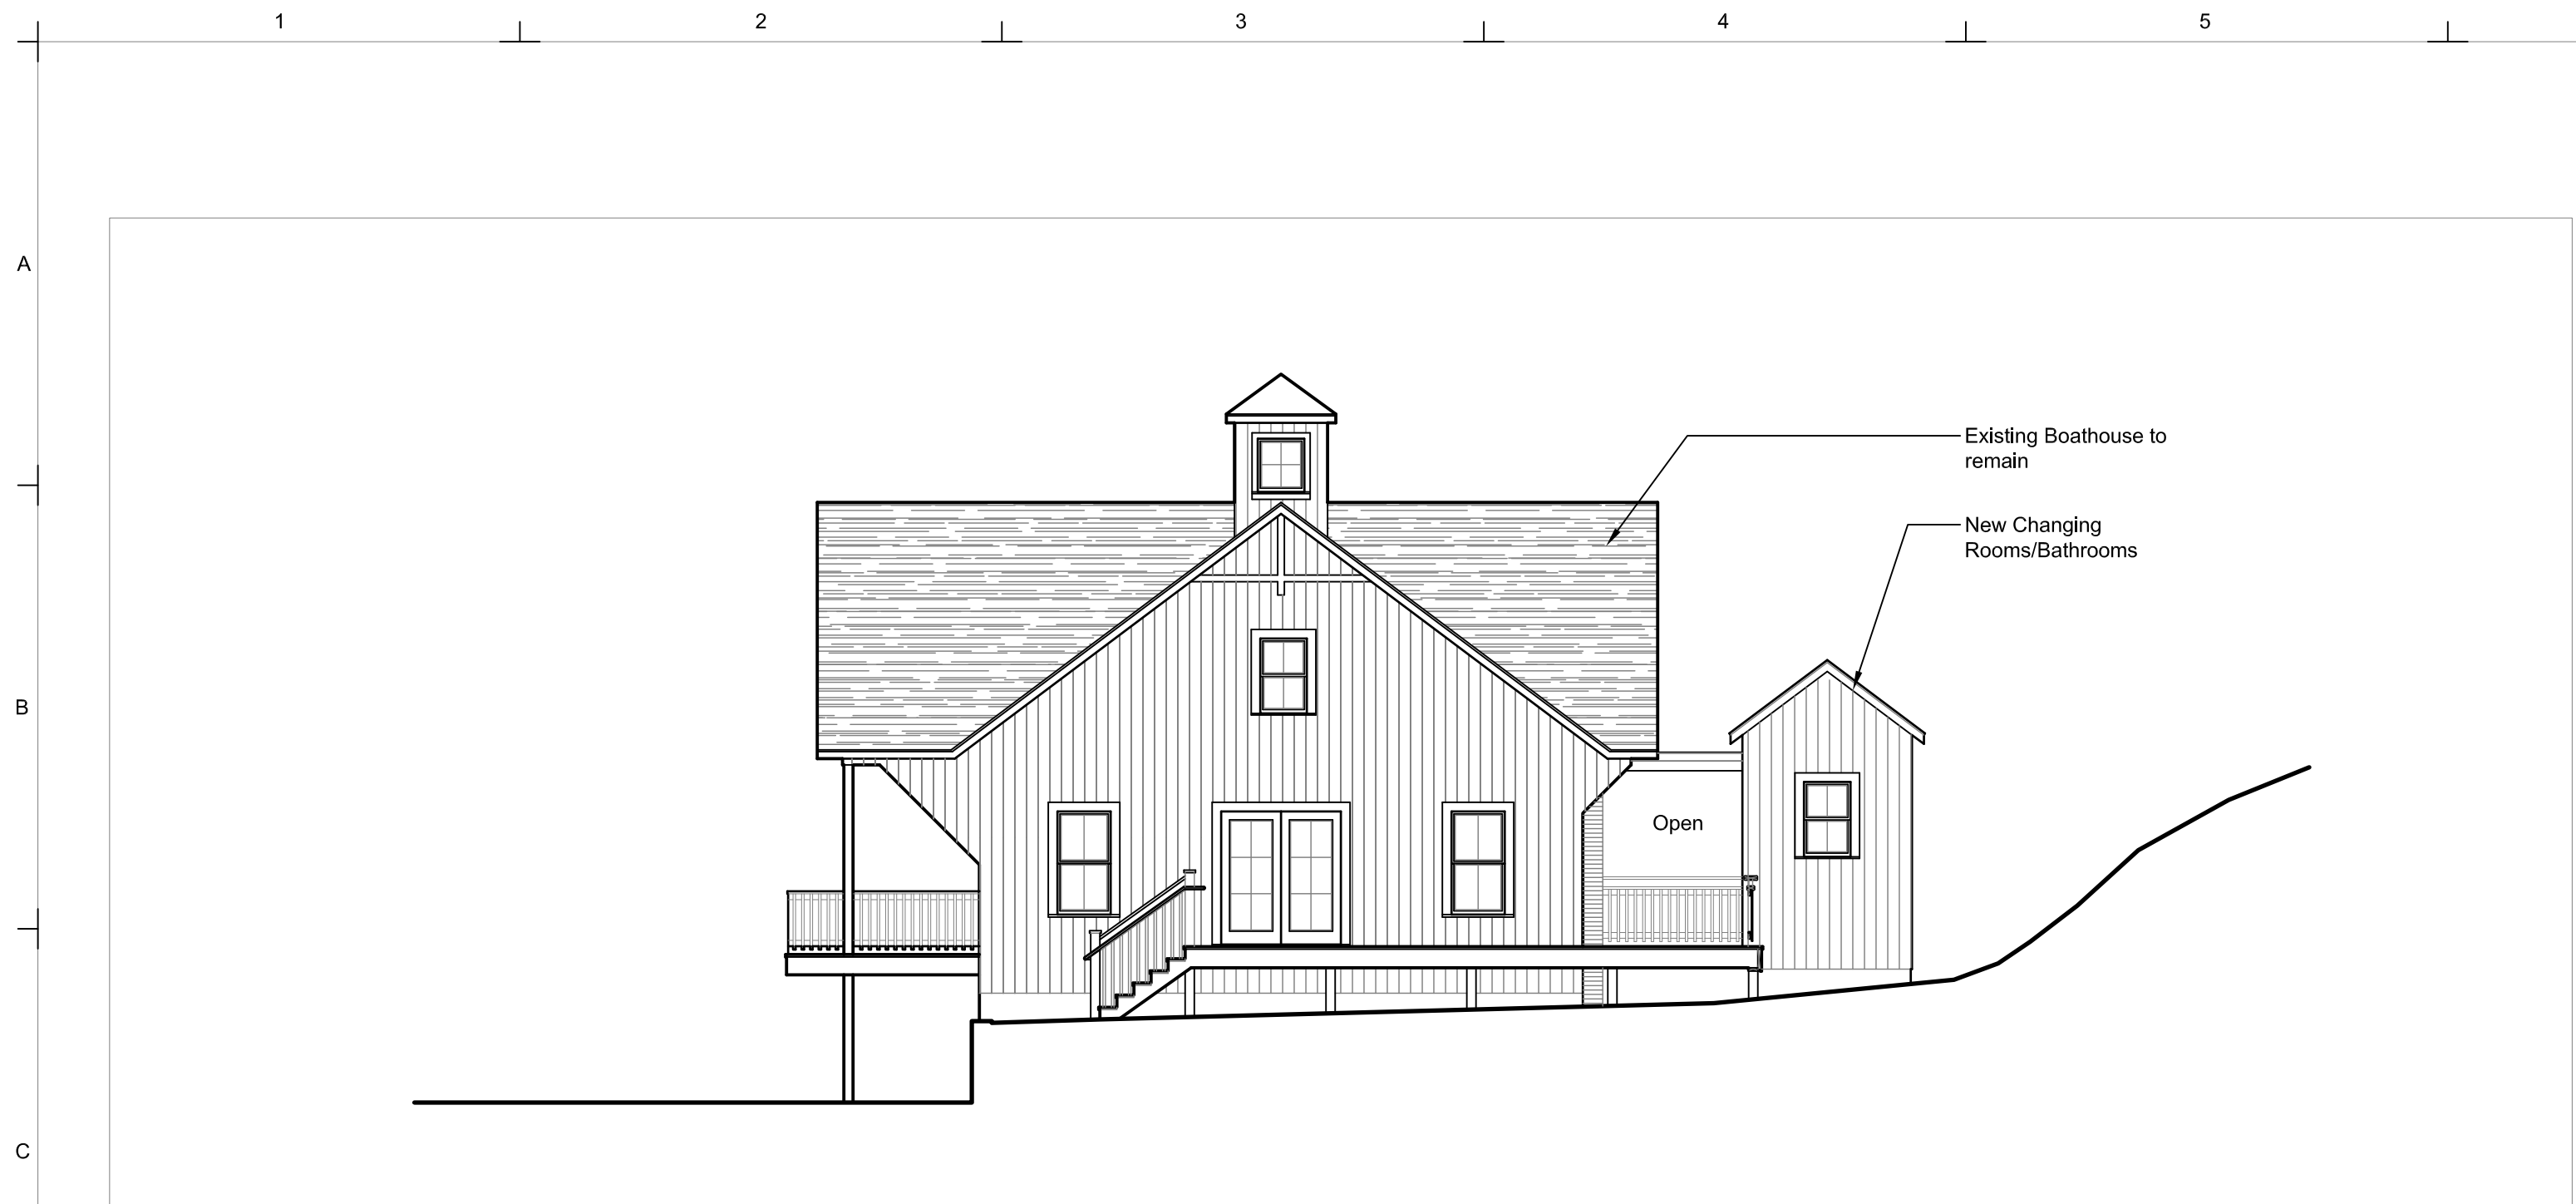 1 2 3 4 5
A
Existing Boathouse to
remain
New Changing
Rooms/Bathrooms
B
Open
C